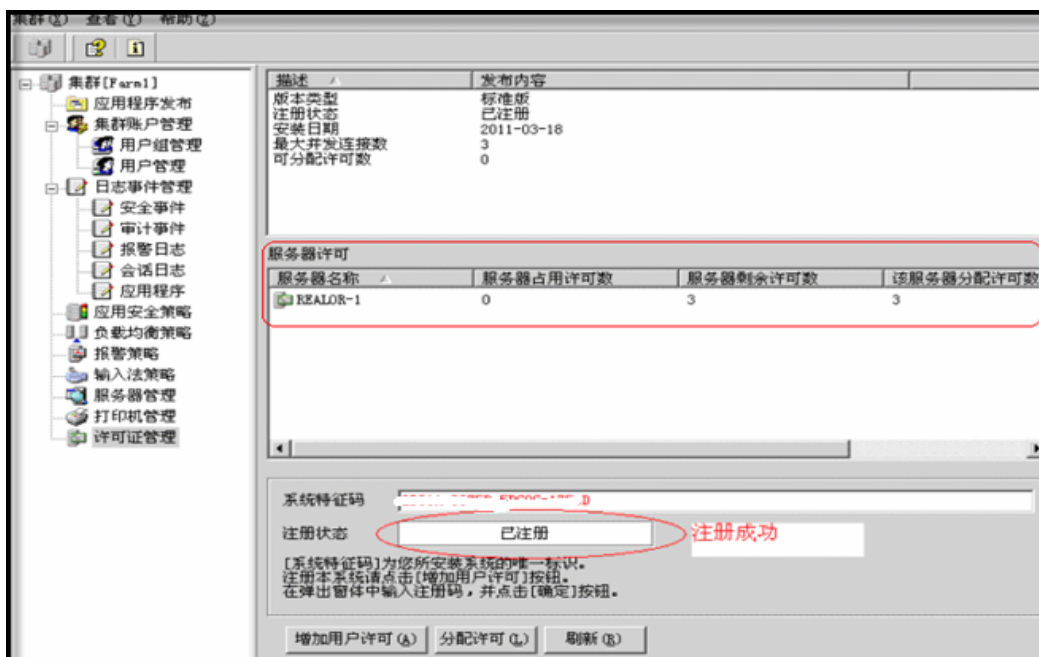 集群(X) 查看(Y) 帮助(Z)
集群[Farm1]
应用程序发布
集群账户管理
用户组管理
用户管理
日志事件管理
安全事件
审计事件
报警日志
会话日志
应用程序
应用安全策略
负载均衡策略
报警策略
输入法策略
服务器管理
打印机管理
许可证管理
描述 发布内容
版本类型 标准版
注册状态 已注册
安装日期 2011-03-18
最大并发连接数 3
可分配许可数 0
服务器许可
服务器名称 服务器占用许可数 服务器剩余许可数 该服务器分配许可数
REALOR-1 0 3 3
系统特征码
注册状态 已注册 注册成功
[系统特征码]为您所安装系统的唯一标识。
注册本系统请点击[增加用户许可]按钮。
在弹出窗体中输入注册码，并点击[确定]按钮。
增加用户许可(A) 分配许可(L) 刷新(R)